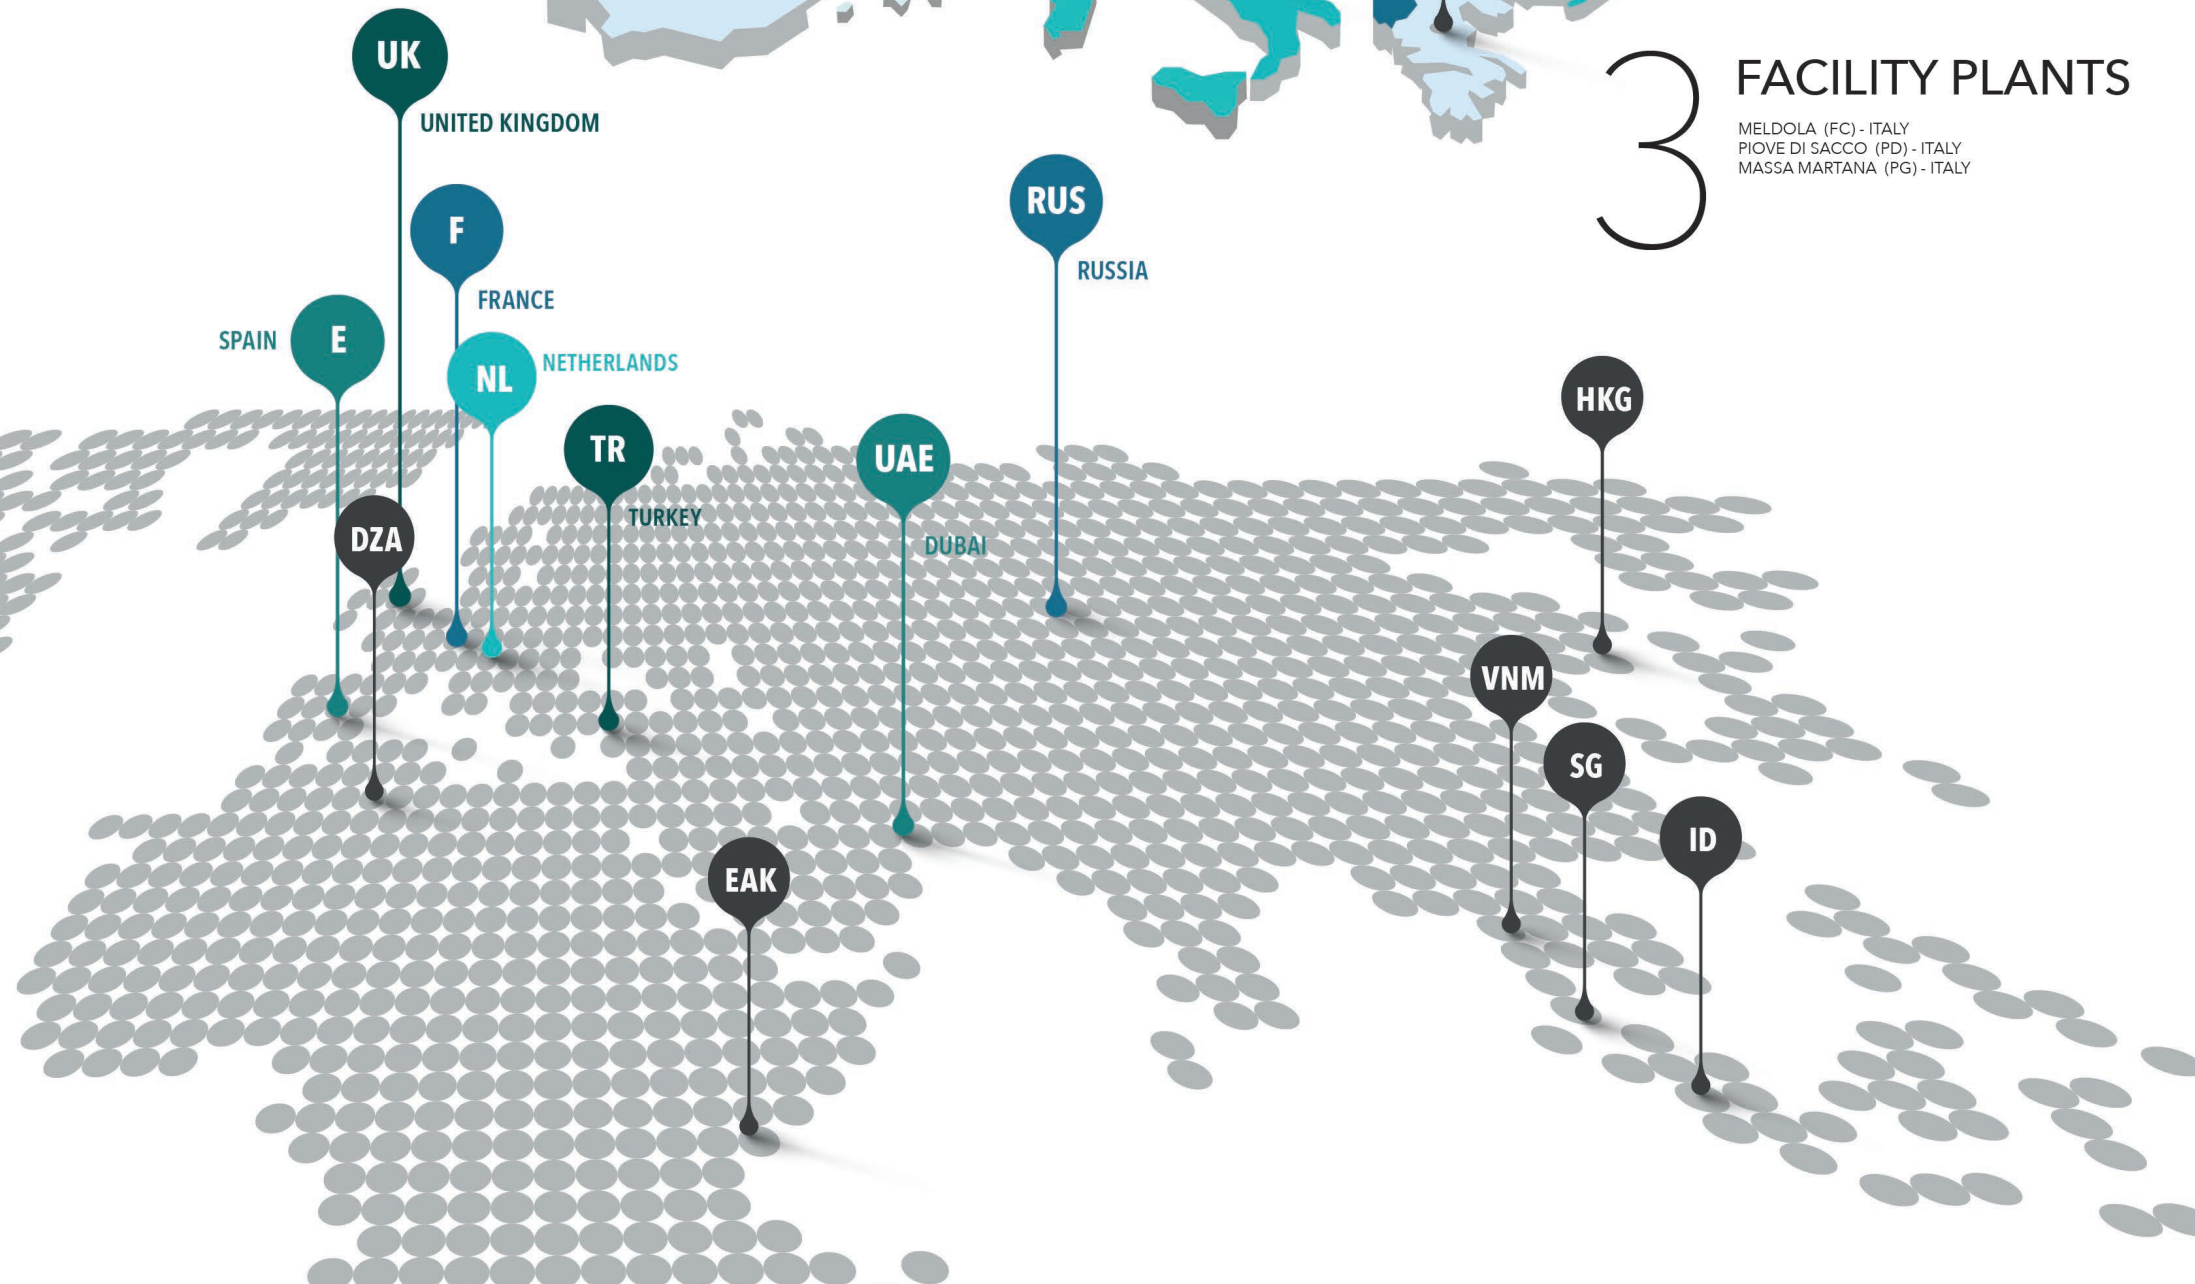 UK
UNITED KINGDOM
3
FACILITY PLANTS
MELDOLA (FC) - ITALY
PIOVE DI SACCO (PD) - ITALY
MASSA MARTANA (PG) - ITALY
F
FRANCE
RUS
RUSSIA
SPAIN
E
NL
NETHERLANDS
HKG
TR
TURKEY
UAE
DUBAI
DZA
VNM
SG
ID
EAK